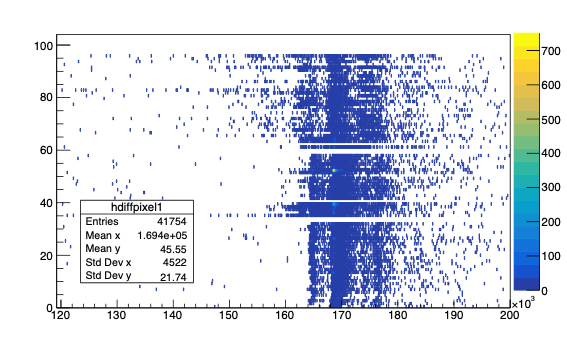 100
80
60
40
20
0
hdiffpixel1
Entries 41754
Mean x 1.694e+05
Mean y 45.55
Std Dev x 4522
Std Dev y 21.74
120 130 140 150 160 170 180 190 200
×10³
700
600
500
400
300
200
100
0